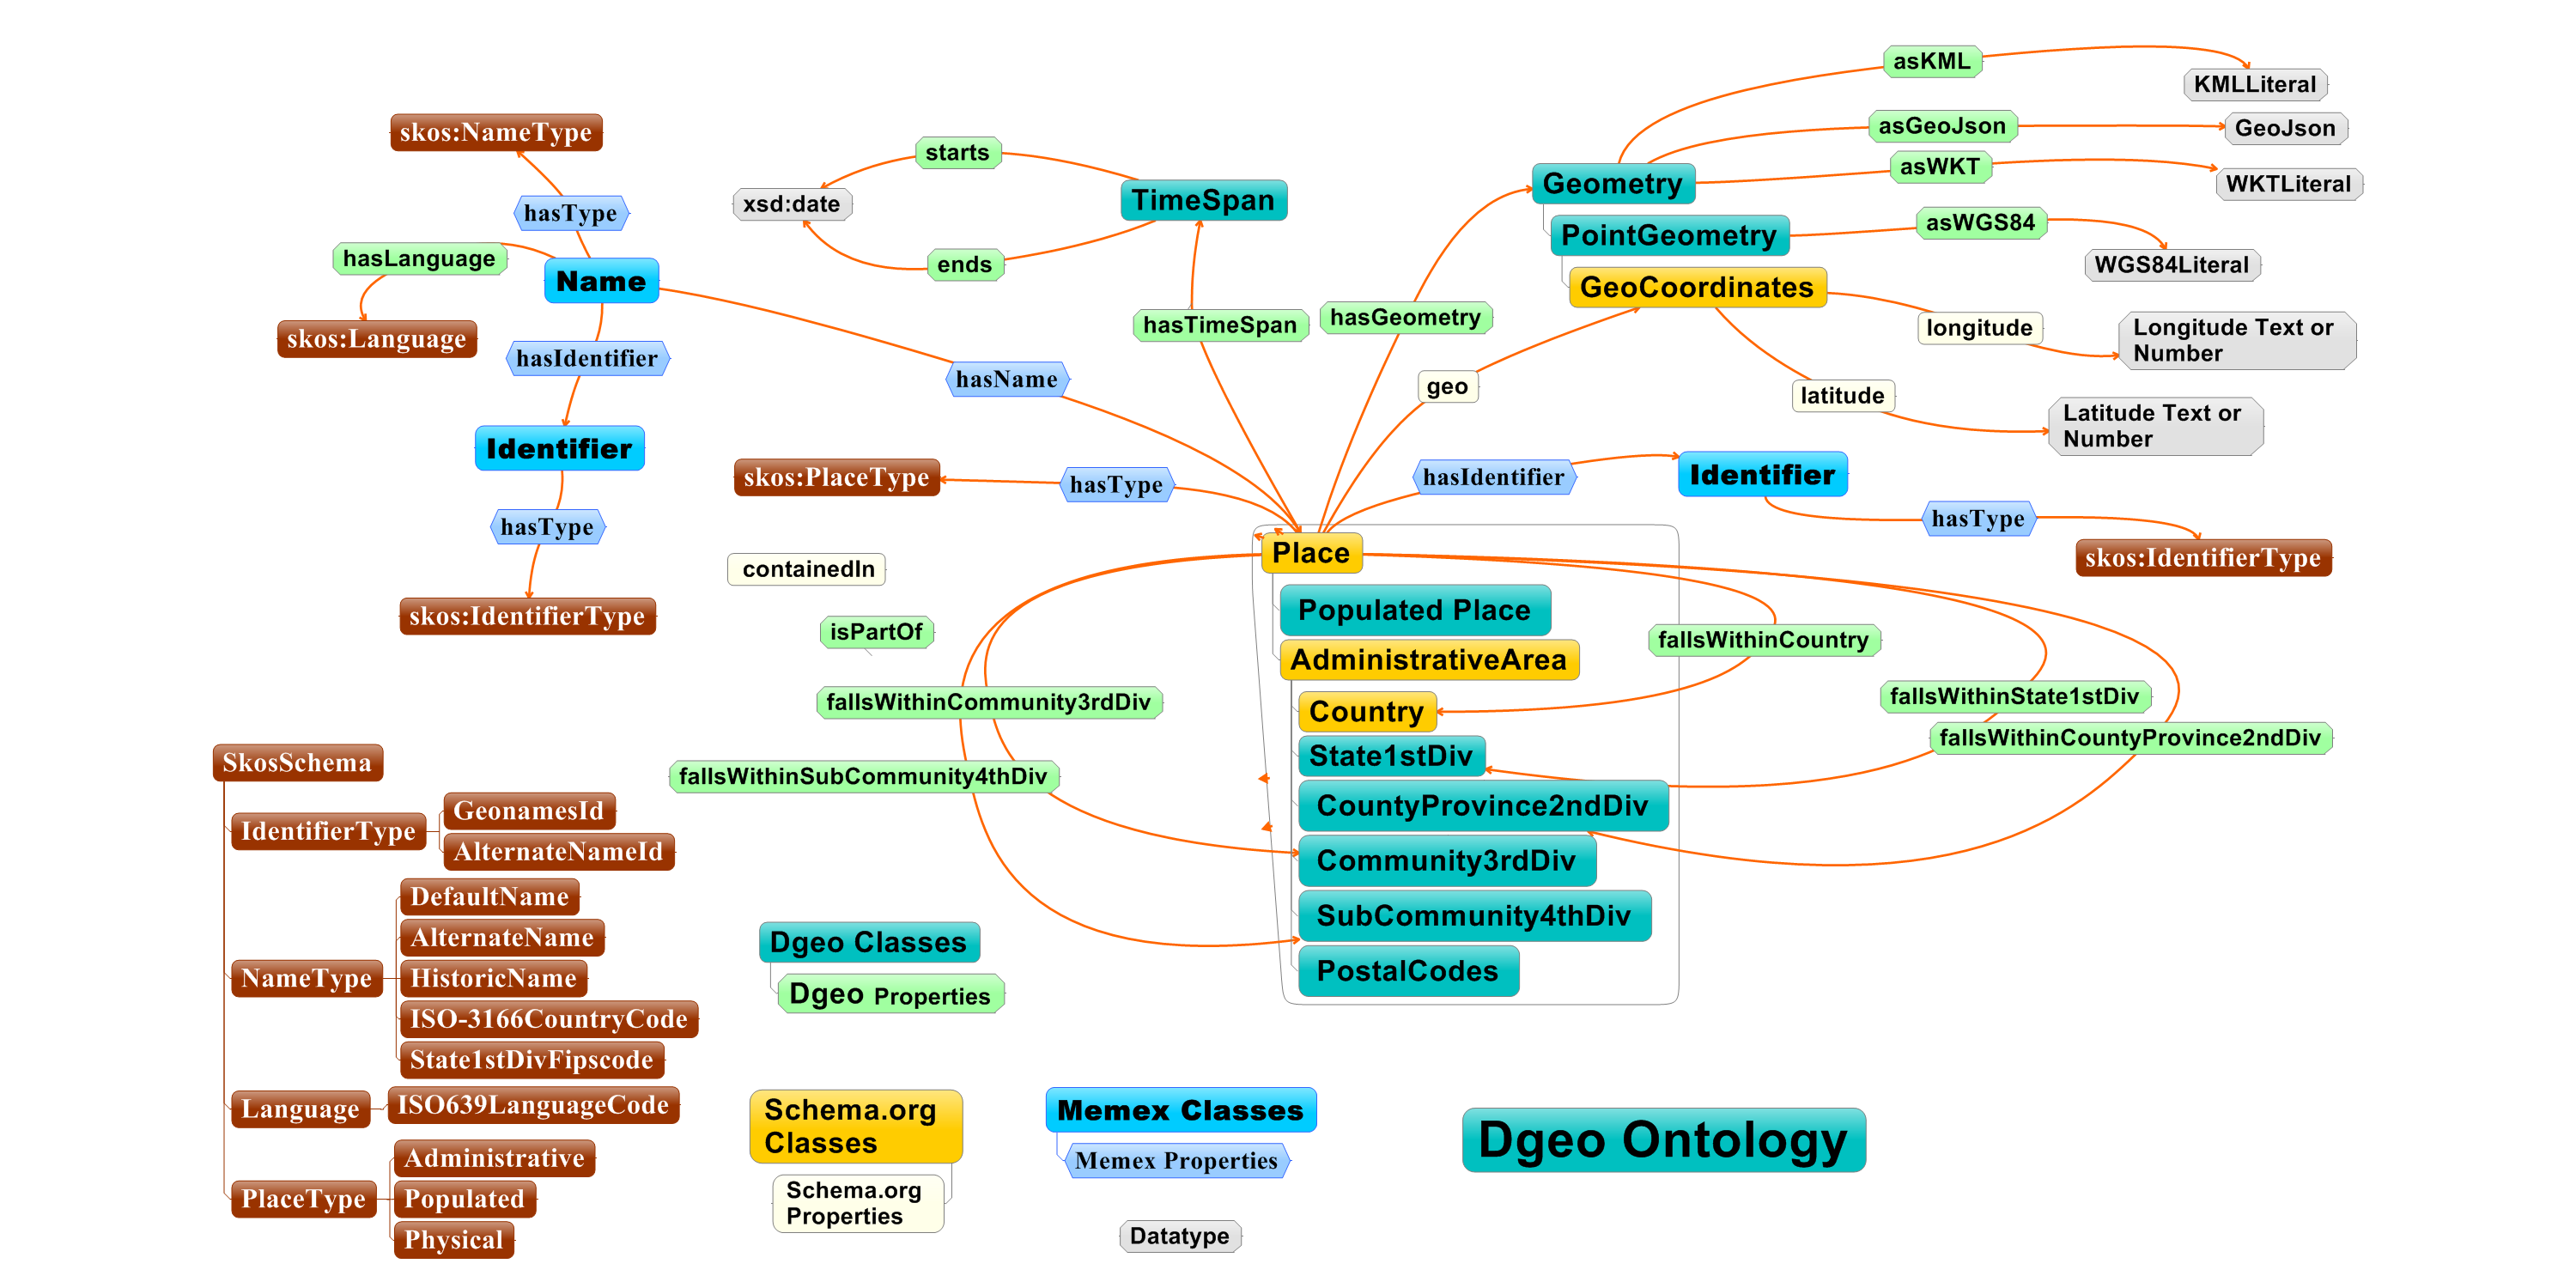 asKML
KMLLiteral
skos:NameType
asGeoJson
GeoJson
starts
asWKT
Geometry
WKTLiteral
TimeSpan
xsd:date
hasType
asWGS84
PointGeometry
hasLanguage
ends
WGS84Literal
Name
GeoCoordinates
hasGeometry
hasTimeSpan
longitude
Longitude Text or
Number
skos:Language
hasIdentifier
hasName
geo
latitude
Latitude Text or
Number
Identifier
skos:PlaceType
hasType
hasIdentifier
Identifier
hasType
hasType
Place
skos:IdentifierType
containedIn
Populated Place
skos:IdentifierType
isPartOf
fallsWithinCountry
AdministrativeArea
fallsWithinCommunity3rdDiv
fallsWithinState1stDiv
Country
fallsWithinCountyProvince2ndDiv
State1stDiv
fallsWithinSubCommunity4thDiv
CountyProvince2ndDiv
Community3rdDiv
SubCommunity4thDiv
PostalCodes
SkosSchema
IdentifierType
GeonamesId
AlternateNameId
NameType
DefaultName
AlternateName
HistoricName
ISO-3166CountryCode
State1stDivFipscode
Language
ISO639LanguageCode
PlaceType
Administrative
Populated
Physical
Dgeo Classes
Dgeo Properties
Schema.org
Classes
Schema.org
Properties
Memex Classes
Memex Properties
Datatype
Dgeo Ontology